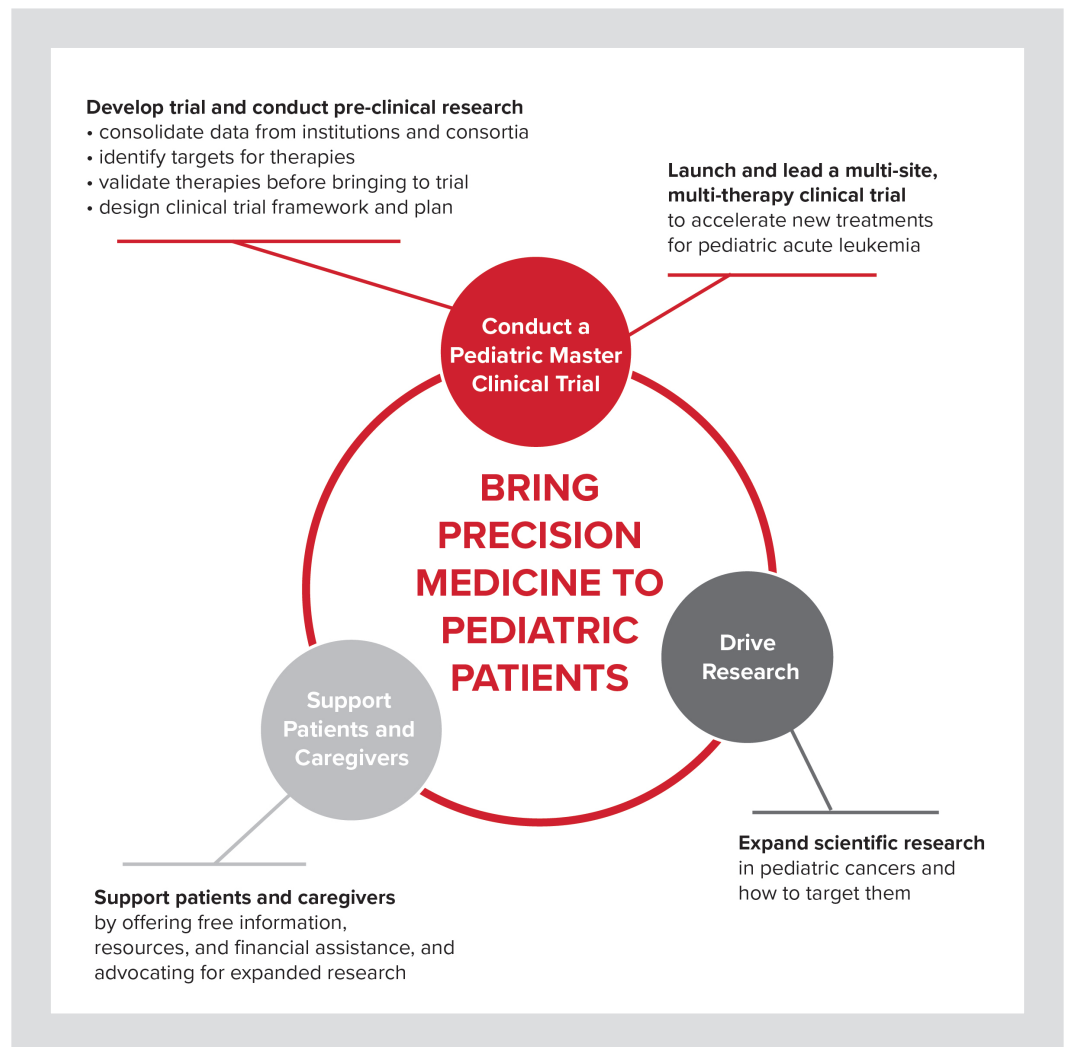 Develop trial and conduct pre-clinical research
• consolidate data from institutions and consortia
• identify targets for therapies
• validate therapies before bringing to trial
• design clinical trial framework and plan
Launch and lead a multi-site,
multi-therapy clinical trial
to accelerate new treatments
for pediatric acute leukemia
Conduct a
Pediatric Master
Clinical Trial
BRING
PRECISION
MEDICINE TO
PEDIATRIC
PATIENTS
Drive
Research
Support
Patients and
Caregivers
Expand scientific research
in pediatric cancers and
how to target them
Support patients and caregivers
by offering free information,
resources, and financial assistance, and
advocating for expanded research